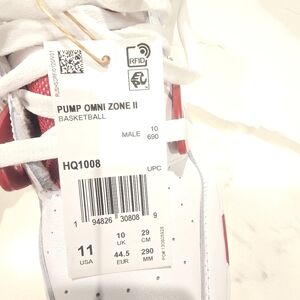 RFID
PUMP OMNI ZONE II
BASKETBALL
MALE 10
690
HQ1008
UPC
1 94826 30808 9
11 10 29
USA UK CM
44.5 290
EUR MM